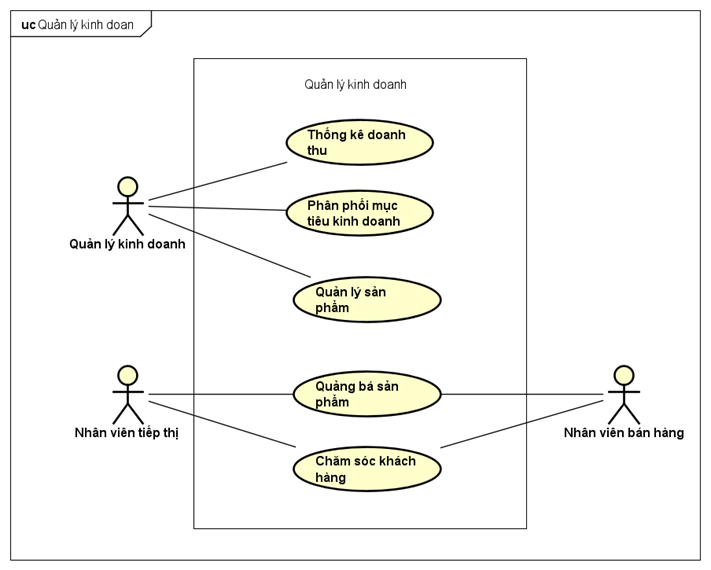 uc Quản lý kinh doan
Quản lý kinh doanh
Thống kê doanh
thu
Phân phối mục
tiêu kinh doanh
Quản lý kinh doanh
Quản lý sản
phẩm
Quảng bá sản
phẩm
Nhân viên tiếp thị
Nhân viên bán hàng
Chăm sóc khách
hàng